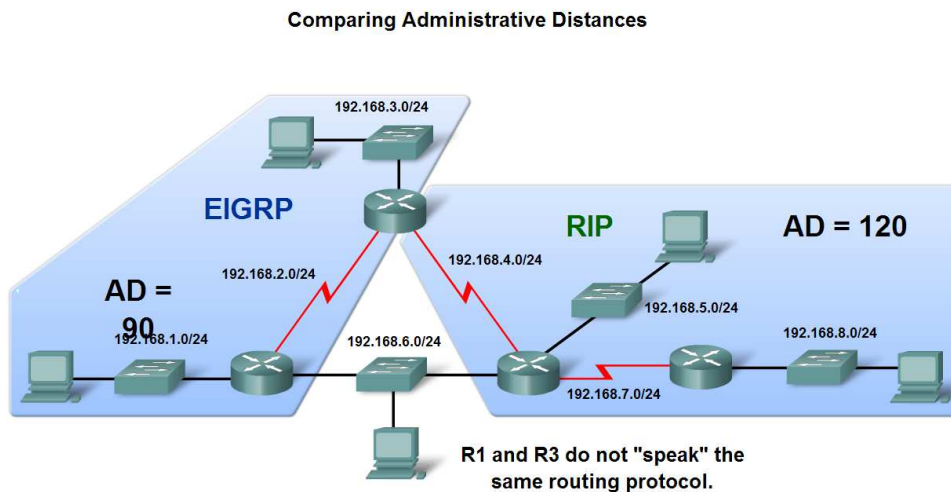 Comparing Administrative Distances
192.168.3.0/24
EIGRP
RIP
AD = 120
192.168.2.0/24
192.168.4.0/24
AD =
90
192.168.5.0/24
192.168.1.0/24
192.168.6.0/24
192.168.8.0/24
192.168.7.0/24
R1 and R3 do not "speak" the
same routing protocol.